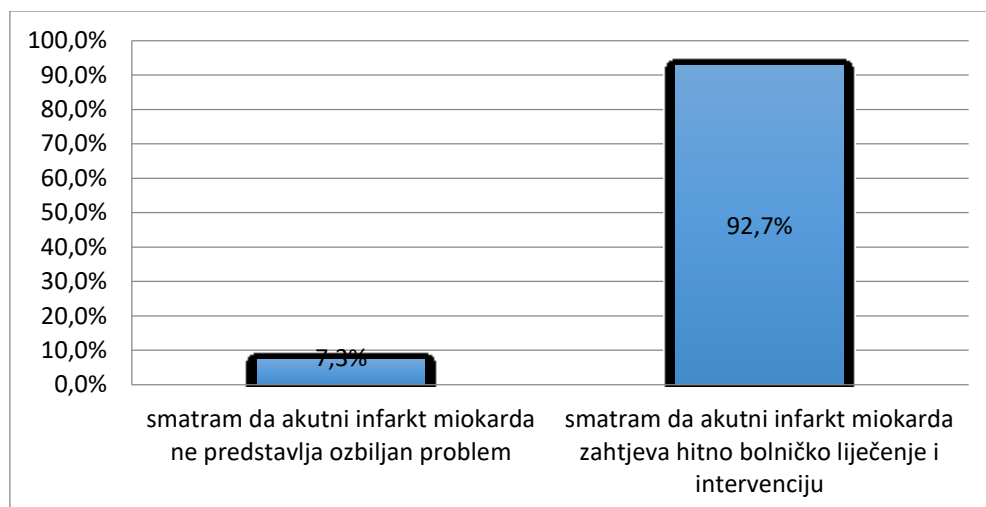 100,0%
90,0%
80,0%
70,0%
60,0%
50,0%
40,0%
30,0%
20,0%
10,0%
0,0%
7,3%
92,7%
smatram da akutni infarkt miokarda
ne predstavlja ozbiljan problem
smatram da akutni infarkt miokarda
zahtjeva hitno bolničko liječenje i
intervenciju